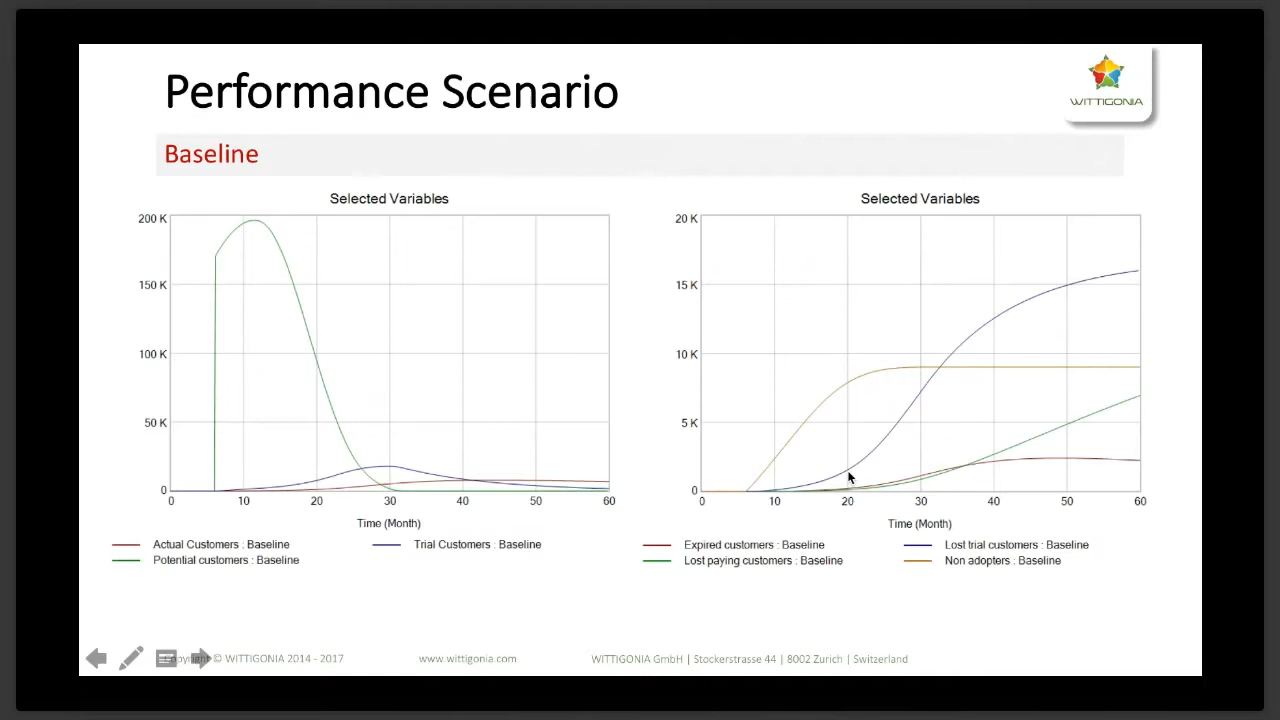 Performance Scenario
WITTIGONIA
Baseline
Selected Variables
200 K
150 K
100 K
50 K
0
0 10 20 30 40 50 60
Time (Month)
Actual Customers : Baseline
Trial Customers : Baseline
Potential customers : Baseline
Selected Variables
20 K
15 K
10 K
5 K
0
0 10 20 30 40 50 60
Time (Month)
Expired customers : Baseline
Lost trial customers : Baseline
Lost paying customers : Baseline
Non adopters : Baseline
Copyright © WITTIGONIA 2014 - 2017
www.wittigonia.com
WITTIGONIA GmbH | Stockerstrasse 44 | 8002 Zurich | Switzerland